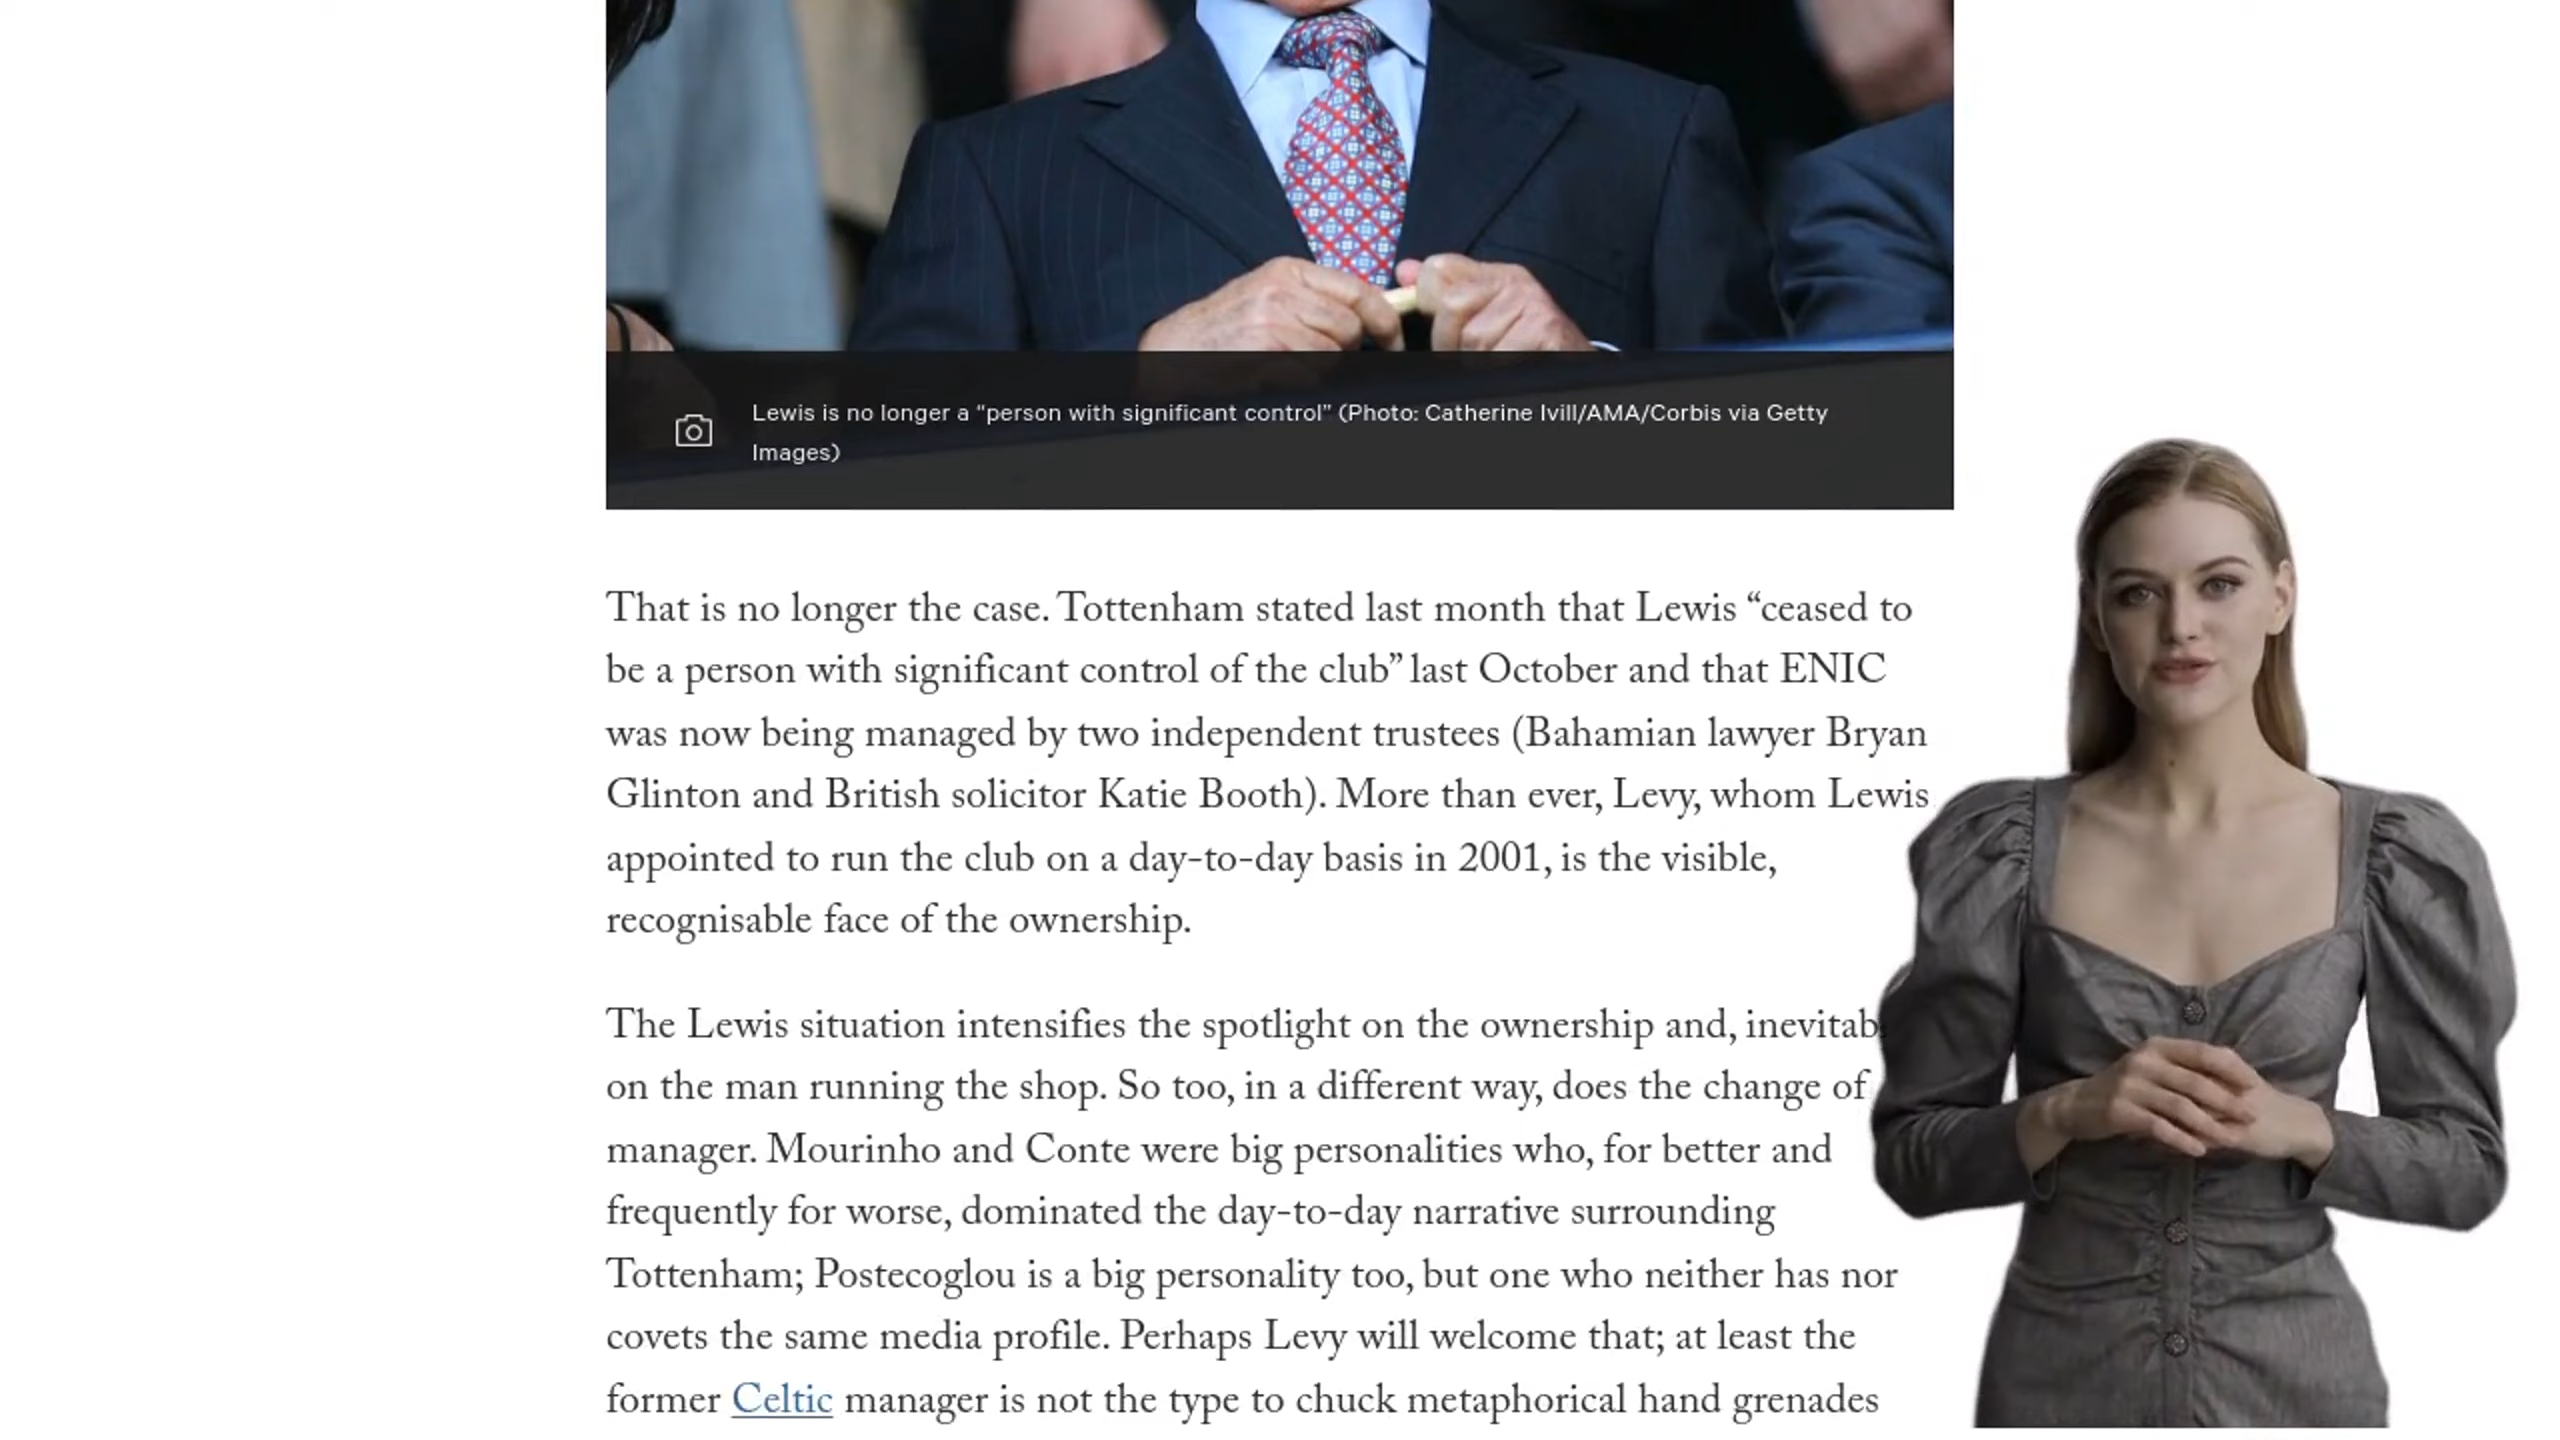 Lewis is no longer a “person with significant control” (Photo: Catherine Ivill/AMA/Corbis via Getty
Images)
That is no longer the case. Tottenham stated last month that Lewis “ceased to
be a person with significant control of the club” last October and that ENIC
was now being managed by two independent trustees (Bahamian lawyer Bryan
Glinton and British solicitor Katie Booth). More than ever, Levy, whom Lewis
appointed to run the club on a day-to-day basis in 2001, is the visible,
recognisable face of the ownership.
The Lewis situation intensifies the spotlight on the ownership and,
on the man running the shop. So too, in a different way, does the change of
manager. Mourinho and Conte were big personalities who, for better and
frequently for worse, dominated the day-to-day narrative surrounding
Tottenham; Postecoglou is a big personality too, but one who neither has nor
covets the same media profile. Perhaps Levy will welcome that; at least the
former Celtic manager is not the type to chuck metaphorical hand grenades